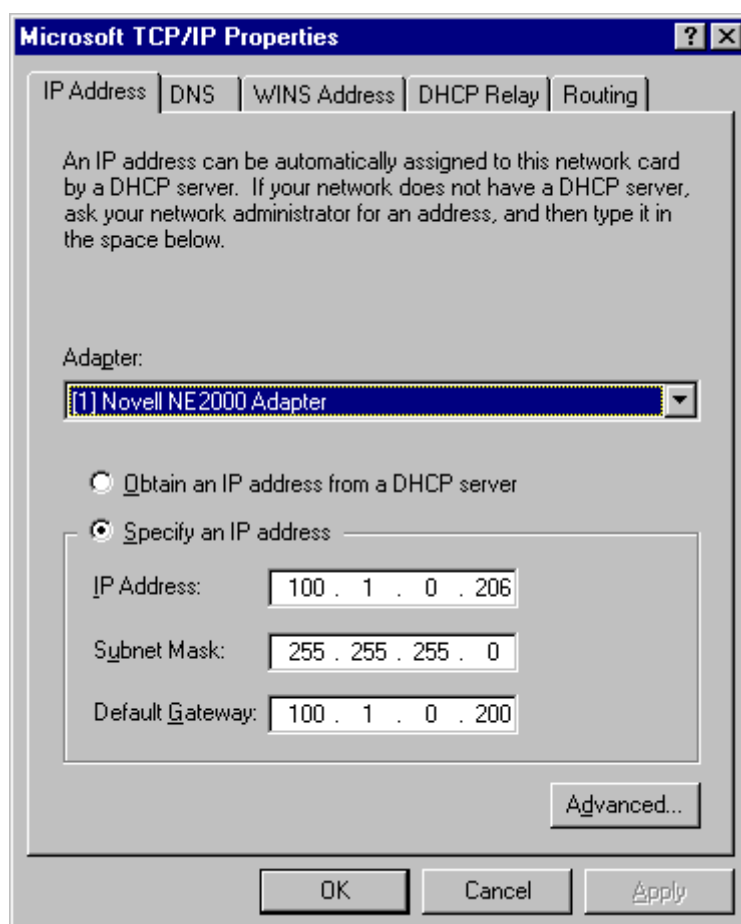 Microsoft TCP/IP Properties
IP Address DNS WINS Address DHCP Relay Routing
An IP address can be automatically assigned to this network card
by a DHCP server. If your network does not have a DHCP server,
ask your network administrator for an address, and then type it in
the space below.
Adapter:
[1] Novell NE2000 Adapter
Obtain an IP address from a DHCP server
Specify an IP address
IP Address: 100 . 1 . 0 . 206
Subnet Mask: 255 . 255 . 255 . 0
Default Gateway: 100 . 1 . 0 . 200
Advanced...
OK Cancel Apply